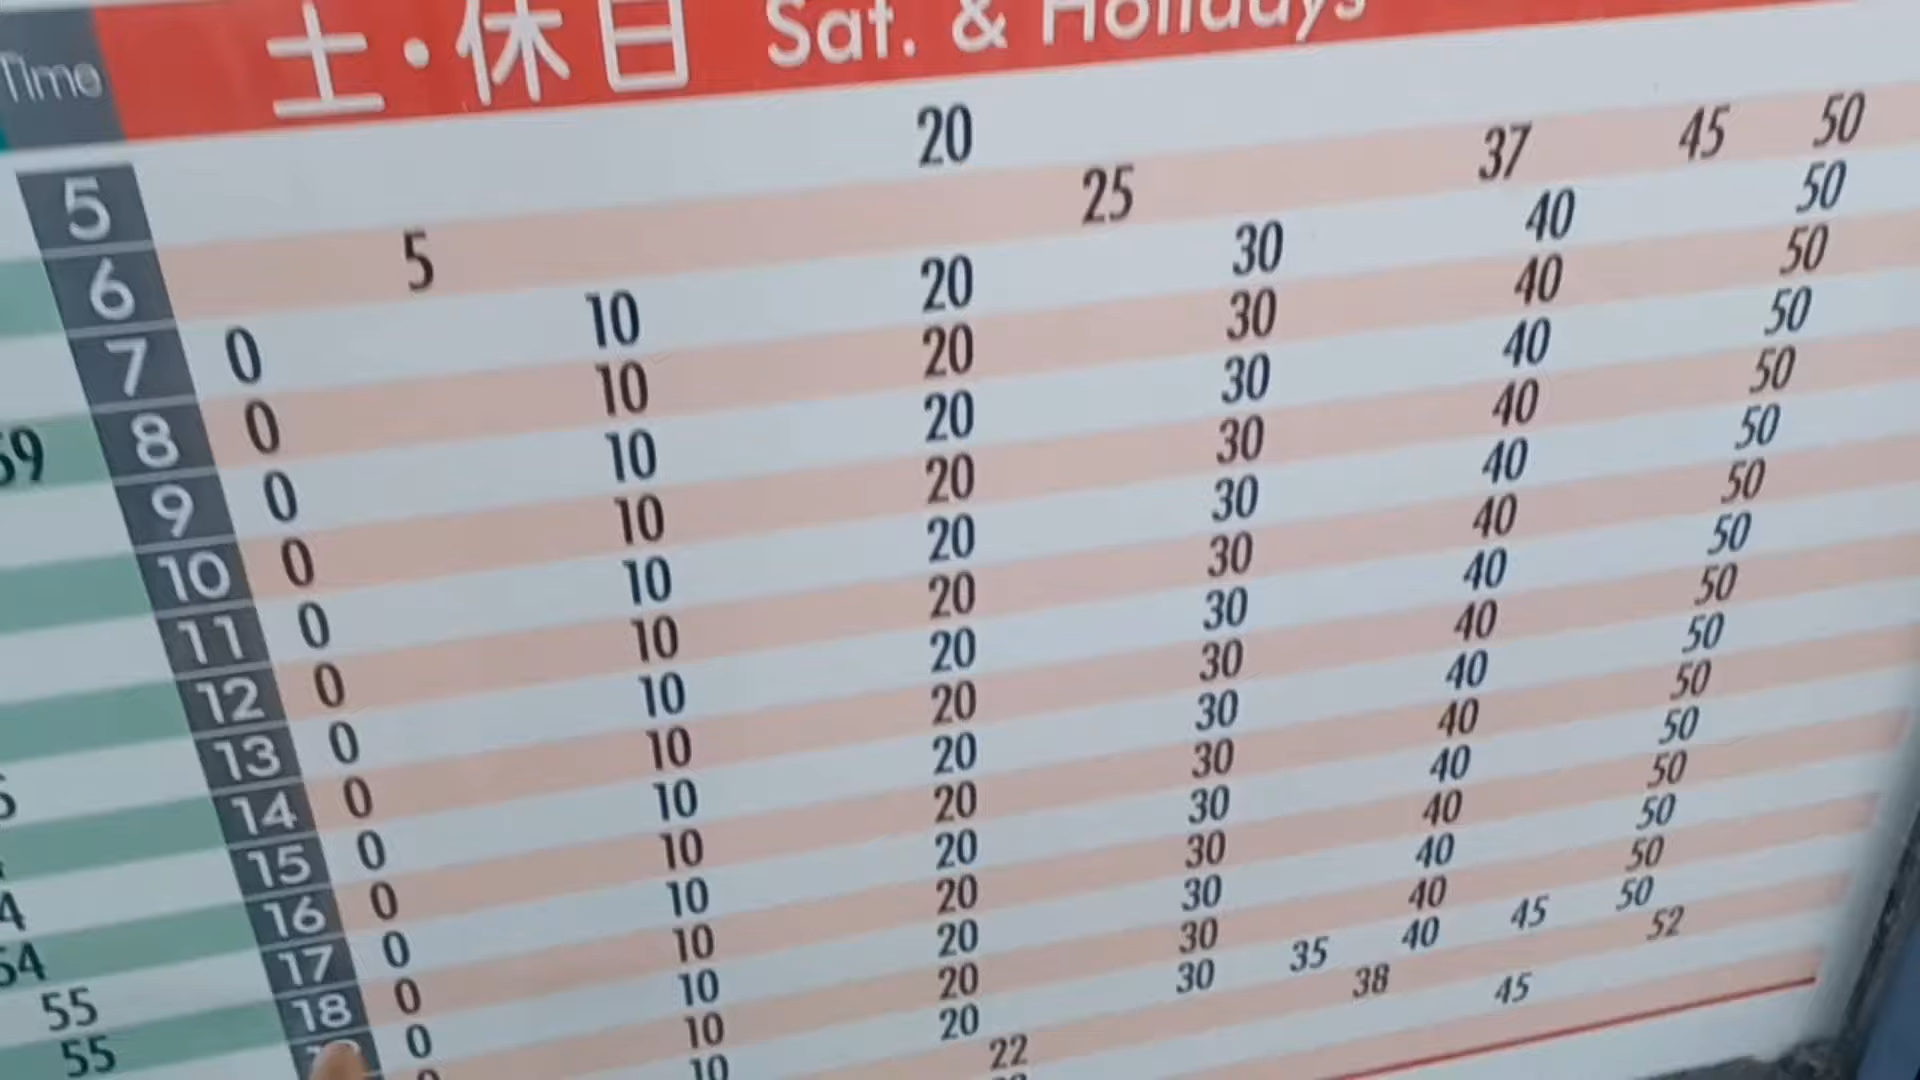 Time 土・休日 Sat. & Holidays
5 20
6 5 25 37 45 50
7 0 10 20 30 40 50
8 0 10 20 30 40 50
9 0 10 20 30 40 50
10 0 10 20 30 40 50
11 0 10 20 30 40 50
12 0 10 20 30 40 50
13 0 10 20 30 40 50
14 0 10 20 30 40 50
15 0 10 20 30 40 50
16 0 10 20 30 40 50
55 17 0 10 20 30 40 50
55 18 0 10 20 30 40 50
0 10 20 30 40 50
10 20 30 40 50
10 20 30 35 40 45 50
22 38 52
45